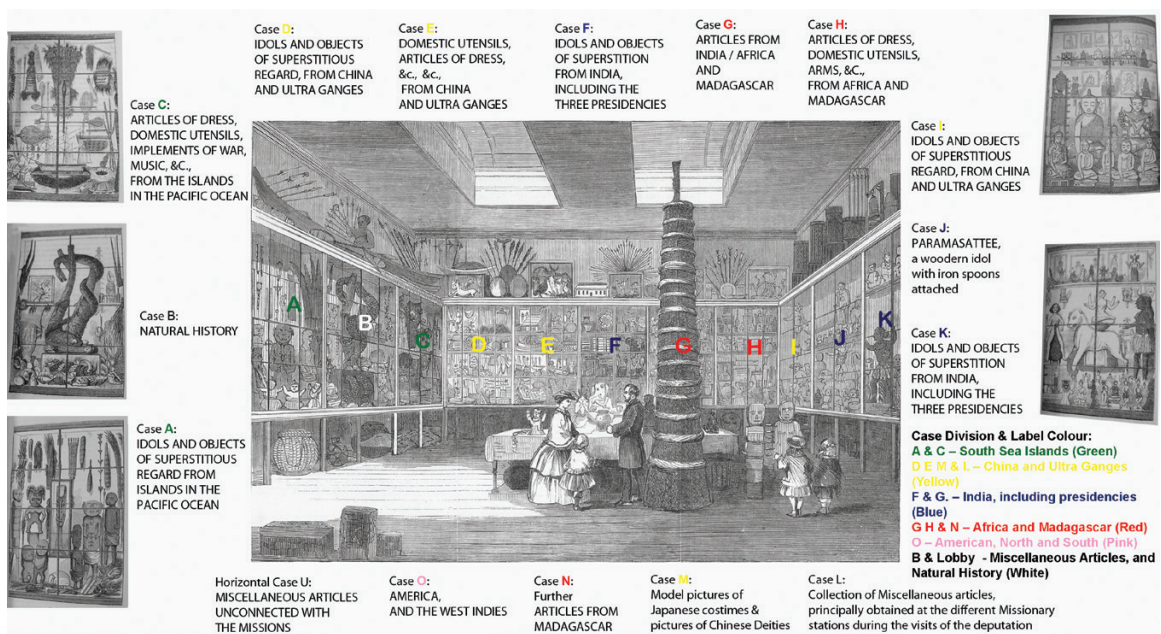 Case D:
IDOLS AND OBJECTS
OF SUPERSTITIOUS
REGARD, FROM CHINA
AND ULTRA GANGES
Case E:
DOMESTIC UTENSILS,
ARTICLES OF DRESS,
&c., &c.,
FROM CHINA
AND ULTRA GANGES
Case F:
IDOLS AND OBJECTS
OF SUPERSTITION
FROM INDIA,
INCLUDING THE
THREE PRESIDENCIES
Case G:
ARTICLES FROM
INDIA / AFRICA
AND
MADAGASCAR
Case H:
ARTICLES OF DRESS,
DOMESTIC UTENSILS,
ARMS, &C.,
FROM AFRICA AND
MADAGASCAR
Case C:
ARTICLES OF DRESS,
DOMESTIC UTENSILS,
IMPLEMENTS OF WAR,
MUSIC, &C.,
FROM THE ISLANDS
IN THE PACIFIC OCEAN
Case B:
NATURAL HISTORY
Case A:
IDOLS AND OBJECTS
OF SUPERSTITIOUS
REGARD FROM
ISLANDS IN THE
PACIFIC OCEAN
A
B
C
D
E
F
G
H
I
J
K
Case I:
IDOLS AND OBJECTS
OF SUPERSTITIOUS
REGARD, FROM CHINA
AND ULTRA GANGES
Case J:
PARAMASATTEE,
a woodern idol
with iron spoons
attached
Case K:
IDOLS AND OBJECTS
OF SUPERSTITION
FROM INDIA,
INCLUDING THE
THREE PRESIDENCIES
Case Division & Label Colour:
A & C – South Sea Islands (Green)
D E M & I. – China and Ultra Ganges
(Yellow)
F & G. – India, including presidencies
(Blue)
G H & N – Africa and Madagascar (Red)
O – American, North and South (Pink)
B & Lobby - Miscellaneous Articles, and
Natural History (White)
Horizontal Case U:
MISCELLANEOUS ARTICLES
UNCONNECTED WITH
THE MISSIONS
Case O:
AMERICA,
AND THE WEST INDIES
Case N:
Further
ARTICLES FROM
MADAGASCAR
Case M:
Model pictures of
Japanese costimes &
pictures of Chinese Deities
Case L:
Collection of Miscellaneous articles,
principally obtained at the different Missionary
stations during the visits of the deputation